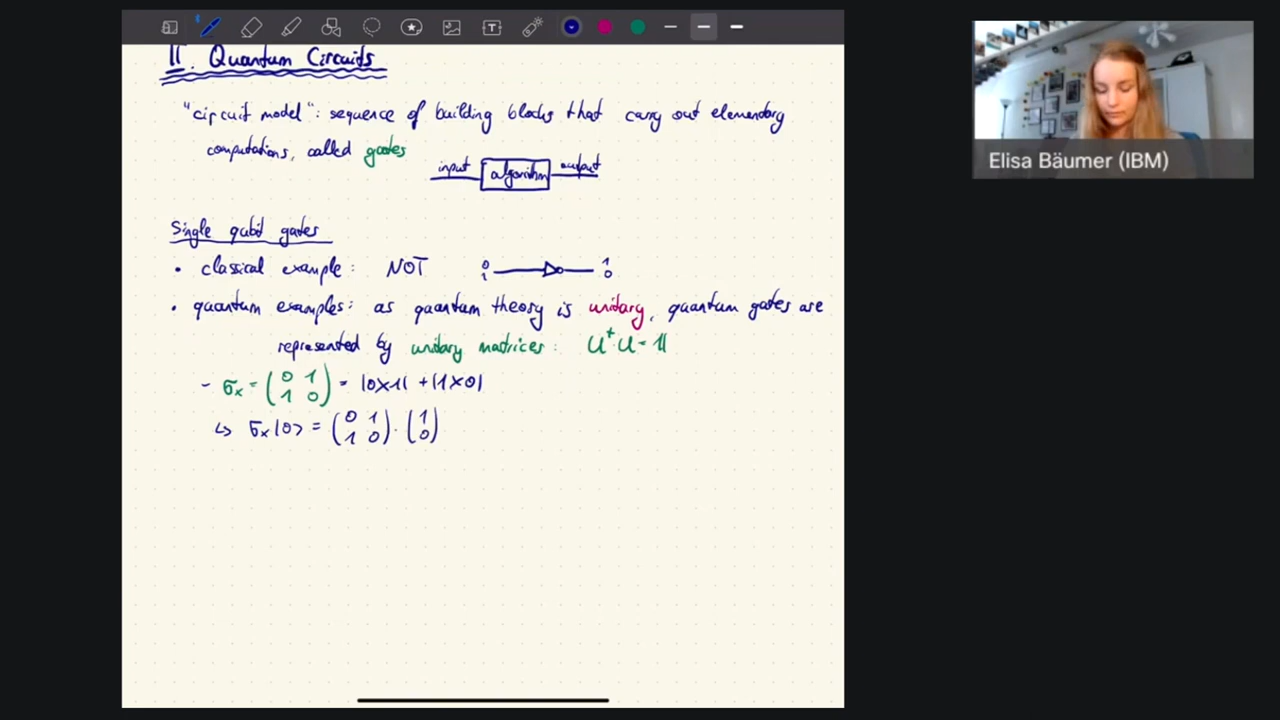 II. Quantum Circuits
"circuit model": sequence of building blocks that carry out elementary
computations, called gates
input algorithm output
Single qubit gates
• classical example: NOT 0 1 1 0
• quantum examples: as quantum theory is unitary, quantum gates are
represented by unitary matrices: U†·U = 𝟙
- σx = (0 1 1 0) = |0⟩⟨1| + |1⟩⟨0|
↳ σx|0⟩ = (0 1 1 0) · (1 0)
Elisa Bäumer (IBM)